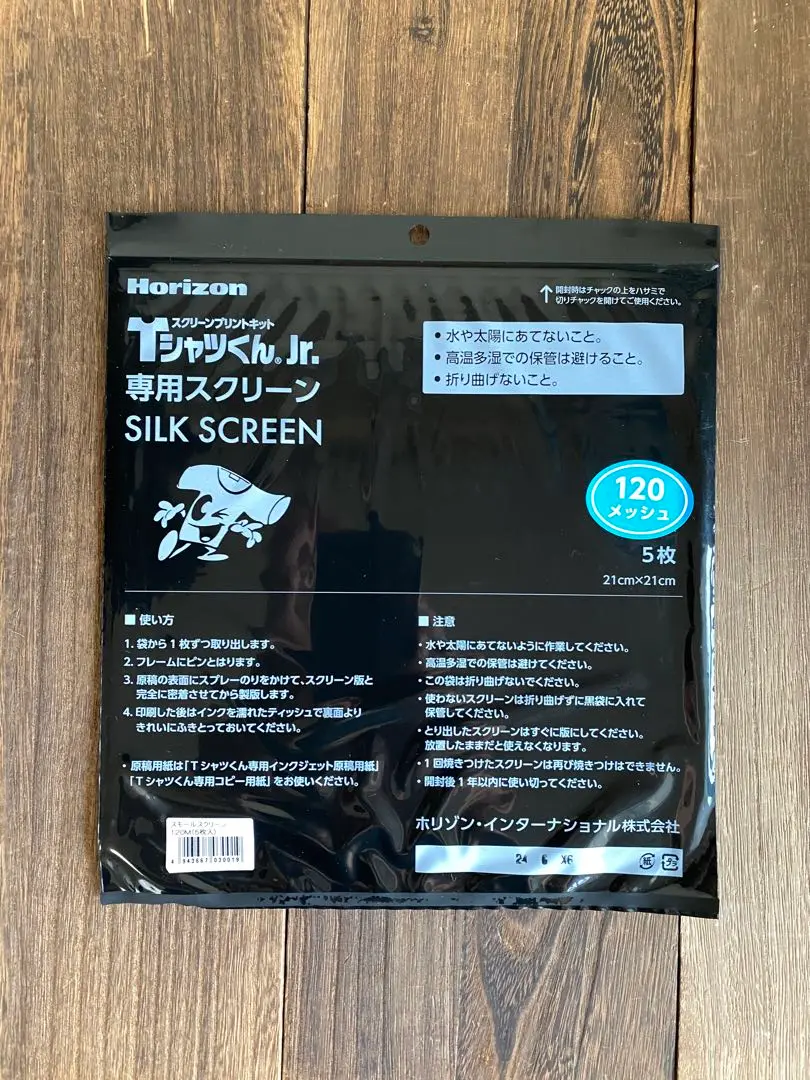 Horizon
開封時はチャックの上をハサミで
切りチャックを開けてご使用ください。
スクリーンプリントキット
Tシャツくん® Jr.
専用スクリーン
SILK SCREEN
• 水や太陽にあてないこと。
• 高温多湿での保管は避けること。
• 折り曲げないこと。
120
メッシュ
5枚
21cm×21cm
■ 使い方
1. 袋から1枚ずつ取り出します。
2. フレームにピンとはります。
3. 原稿の表面にスプレーのりをかけて、スクリーン版と
完全に密着させてから製版します。
4. 印刷した後はインクを濡れたティッシュで裏面より
きれいにふきとっておいてください。
・原稿用紙は「Tシャツくん専用インクジェット原稿用紙」
「Tシャツくん専用コピー用紙」をお使いください。
■ 注意
・水や太陽にあてないように作業してください。
・高温多湿での保管は避けてください。
・この袋は折り曲げないでください。
・使わないスクリーンは折り曲げずに黒袋に入れて
保管してください。
・とり出したスクリーンはすぐに版にしてください。
放置したままだと使えなくなります。
・1回焼きつけたスクリーンは再び焼きつけはできません。
・開封後1年以内に使い切ってください。
スモールスクリーン
120M(5枚入)
4 943667 030019
ホリゾン・インターナショナル株式会社
24 6 X6
紙 プラ